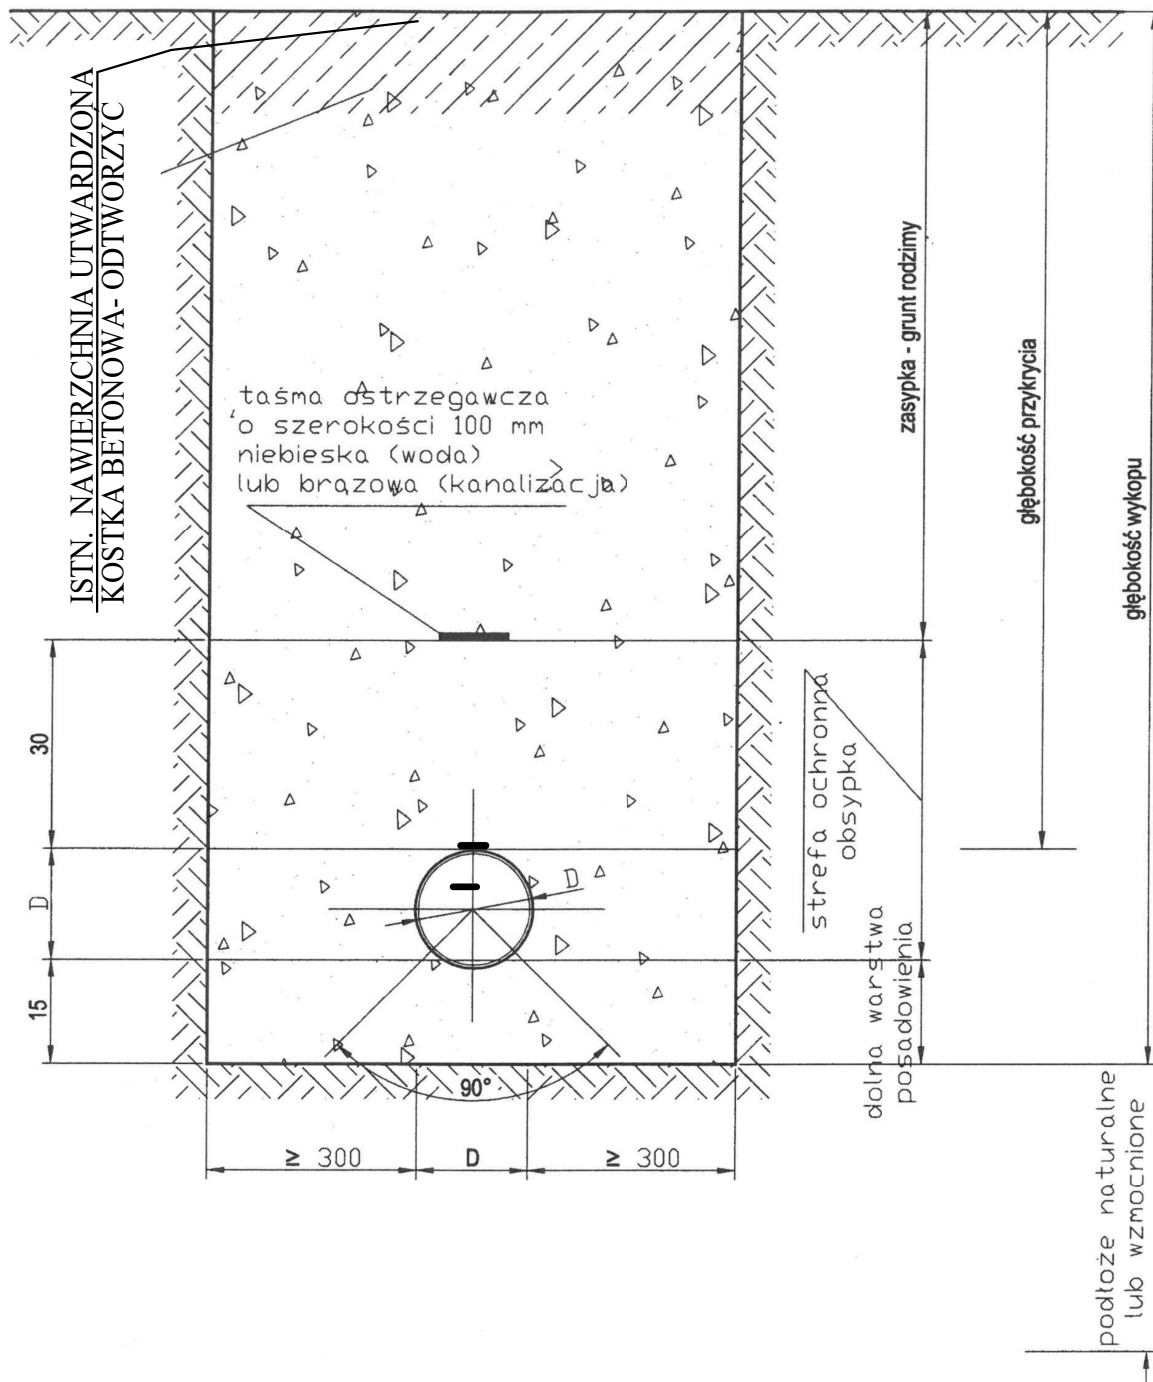 ISTN. NAWIERZCHNIA UTWARDZONA
KOSTKA BETONOWA- ODTWORZYĆ
taśma ostrzegawcza
o szerokości 100 mm
niebieska (woda)
lub brązowa (kanalizacja)
zasypka - grunt rodzimy
głębokość przykrycia
głębokość wykopu
strefa ochronna
obsypka
dolna warstwa
posadowienia
podłoże naturalne
lub wzmocnione
30
D
15
D
90°
≥ 300
D
≥ 300